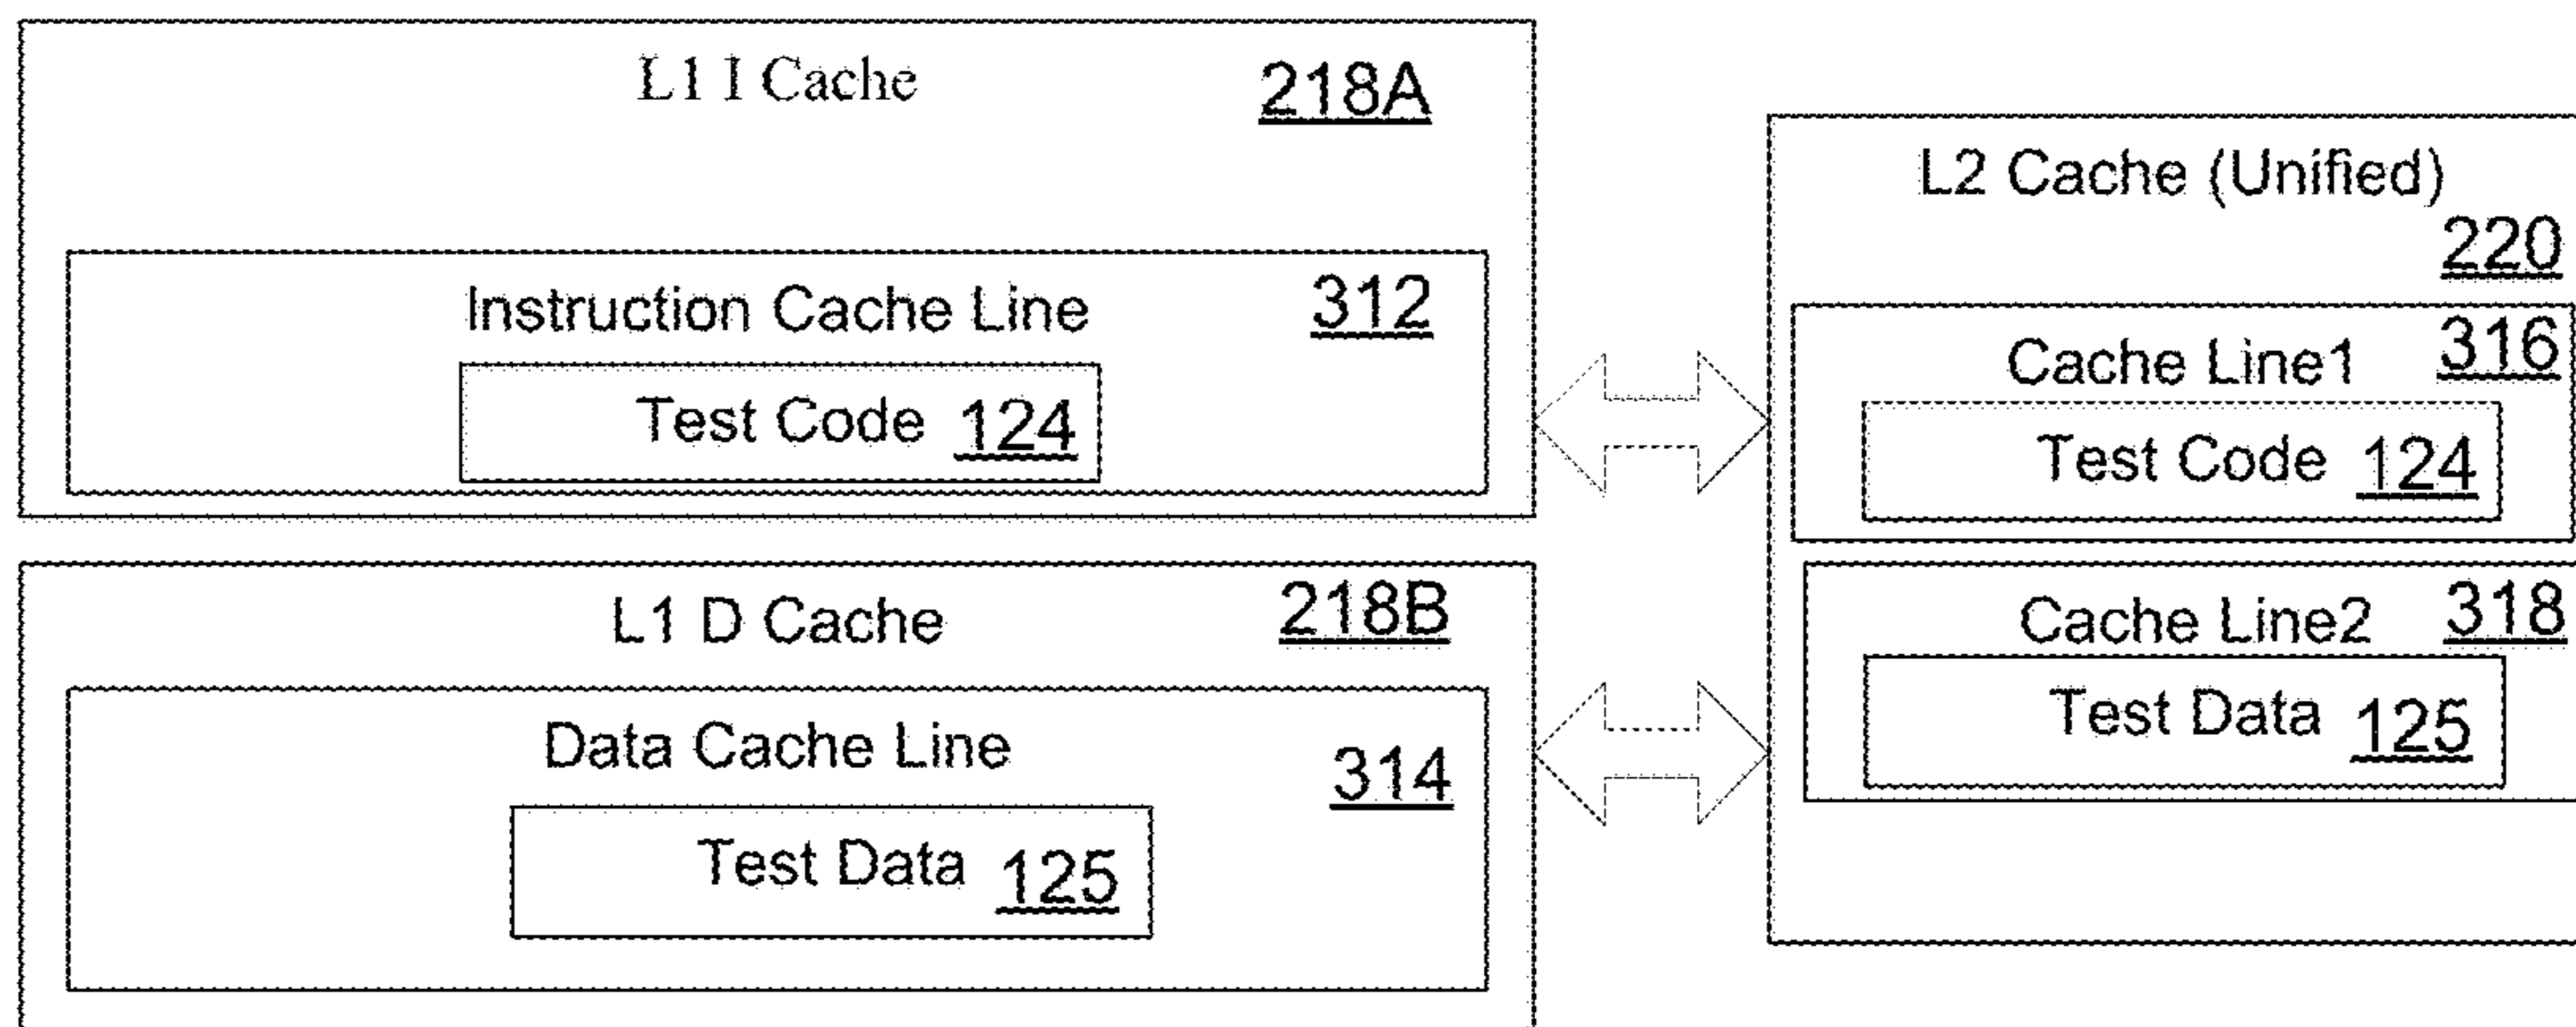 L1 I Cache 218A
Instruction Cache Line 312
Test Code 124
L1 D Cache 218B
Data Cache Line 314
Test Data 125
L2 Cache (Unified)
220
Cache Line1 316
Test Code 124
Cache Line2 318
Test Data 125